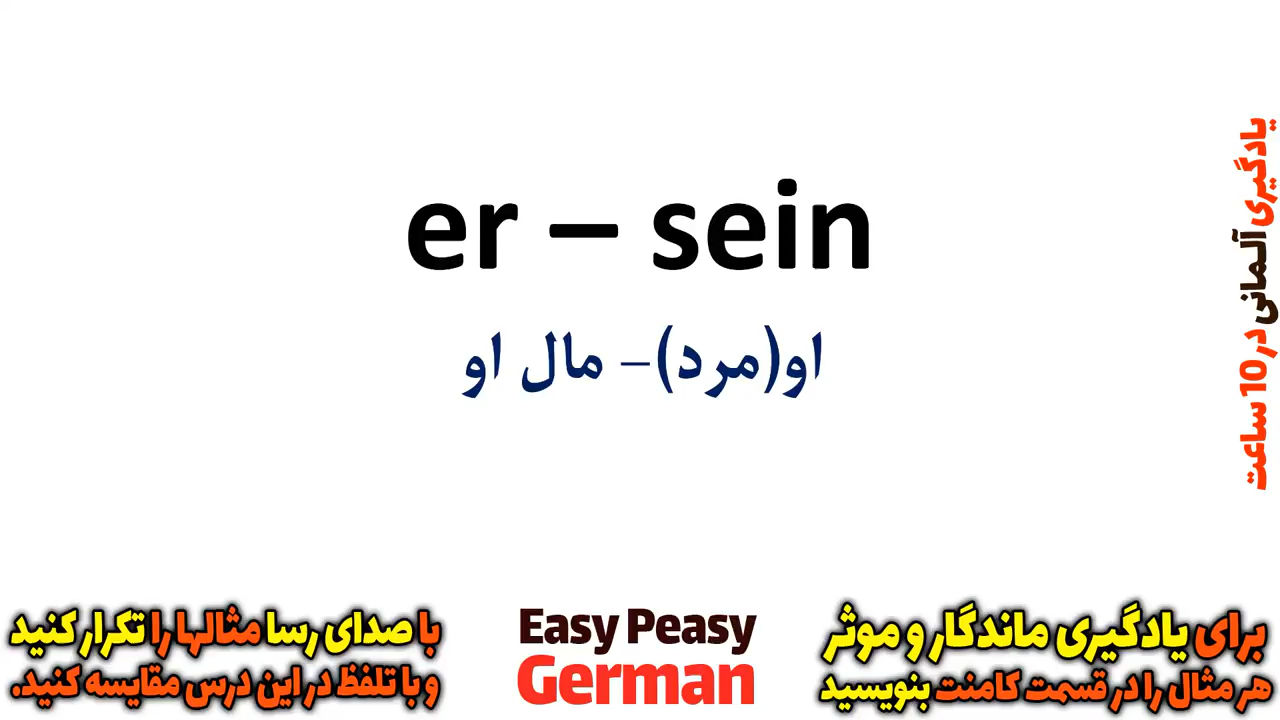 er – sein
او(مرد)– مال او
یادگیری آلمانی در 10 ساعت
با صدای رسا مثالها را تکرار کنید
و با تلفظ در این درس مقایسه کنید.
Easy Peasy
German
برای یادگیری ماندگار و موثر
هر مثال را در قسمت کامنت بنویسید